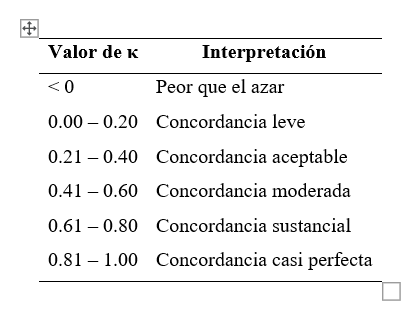 Valor de κ Interpretación
< 0 Peor que el azar
0.00 – 0.20 Concordancia leve
0.21 – 0.40 Concordancia aceptable
0.41 – 0.60 Concordancia moderada
0.61 – 0.80 Concordancia sustancial
0.81 – 1.00 Concordancia casi perfecta